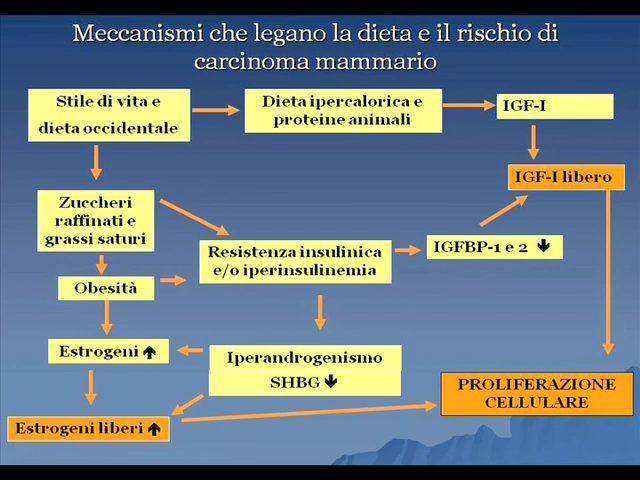 Meccanismi che legano la dieta e il rischio di
carcinoma mammario
Stile di vita e
dieta occidentale
Dieta ipercalorica e
proteine animali
IGF-I
IGF-I libero
Zuccheri
raffinati e
grassi saturi
Resistenza insulinica
e/o iperinsulinemia
IGFBP-1 e 2 🡻
Obesità
Estrogeni 🡹
Iperandrogenismo
SHBG 🡻
PROLIFERAZIONE
CELLULARE
Estrogeni liberi 🡹